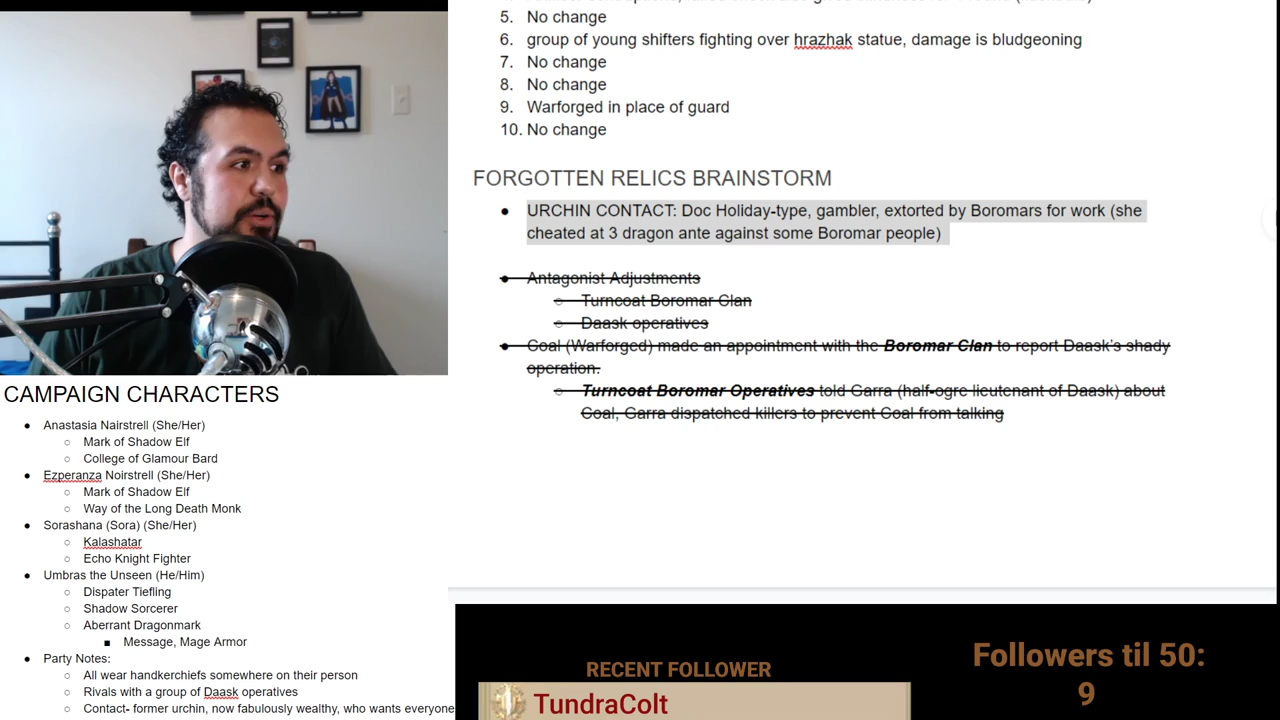 5. No change
6. group of young shifters fighting over hrazhak statue, damage is bludgeoning
7. No change
8. No change
9. Warforged in place of guard
10. No change
FORGOTTEN RELICS BRAINSTORM
● URCHIN CONTACT: Doc Holiday-type, gambler, extorted by Boromars for work (she
cheated at 3 dragon ante against some Boromar people)
● Antagonist Adjustments
○ Turncoat Boromar Clan
○ Daask operatives
● Coal (Warforged) made an appointment with the Boromar Clan to report Daask's shady
operation.
○ Turncoat Boromar Operatives told Garra (half-ogre lieutenant of Daask) about
Coal, Garra dispatched killers to prevent Coal from talking
CAMPAIGN CHARACTERS
● Anastasia Nairstrell (She/Her)
○ Mark of Shadow Elf
○ College of Glamour Bard
● Ezperanza Noirstrell (She/Her)
○ Mark of Shadow Elf
○ Way of the Long Death Monk
● Sorashana (Sora) (She/Her)
○ Kalashatar
○ Echo Knight Fighter
● Umbras the Unseen (He/Him)
○ Dispater Tiefling
○ Shadow Sorcerer
○ Aberrant Dragonmark
■ Message, Mage Armor
● Party Notes:
○ All wear handkerchiefs somewhere on their person
○ Rivals with a group of Daask operatives
○ Contact- former urchin, now fabulously wealthy, who wants everyone
RECENT FOLLOWER
TundraColt
Followers til 50:
9